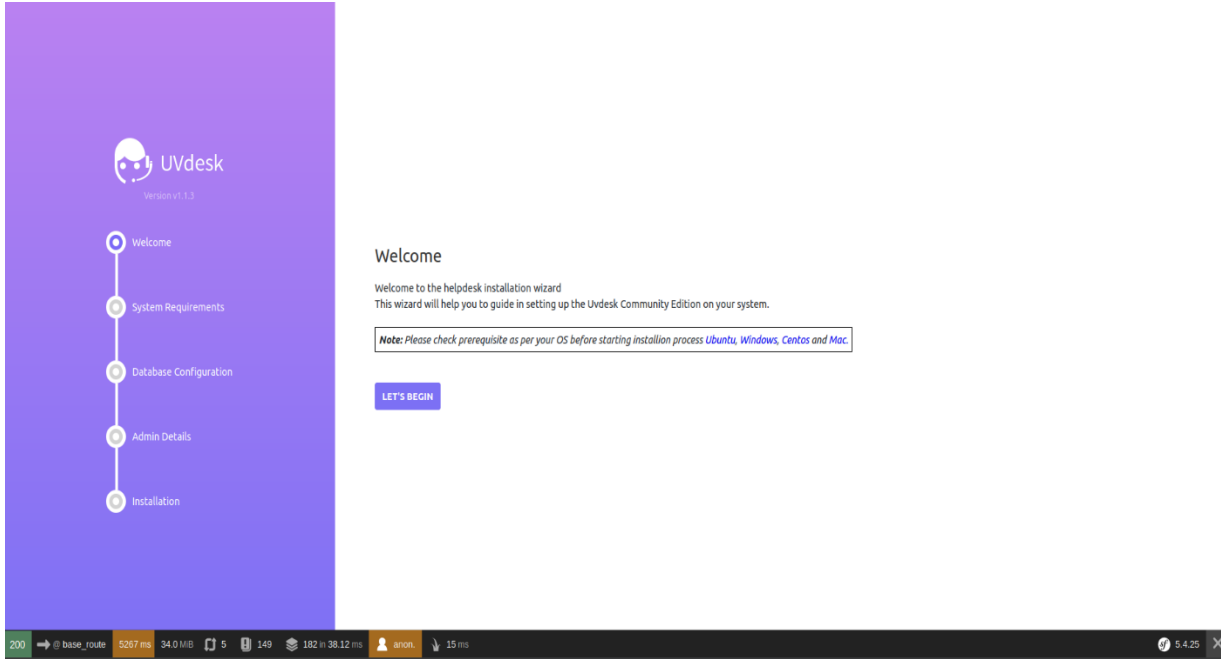 UVdesk
Version v1.1.3
Welcome
System Requirements
Database Configuration
Admin Details
Installation
Welcome
Welcome to the helpdesk installation wizard
This wizard will help you to guide in setting up the Uvdesk Community Edition on your system.
Note: Please check prerequisite as per your OS before starting installion process Ubuntu, Windows, Centos and Mac.
LET'S BEGIN
200 @ base_route 5267 ms 34.0 MiB 5 149 182 in 38.12 ms anon. 15 ms sf 5.4.25